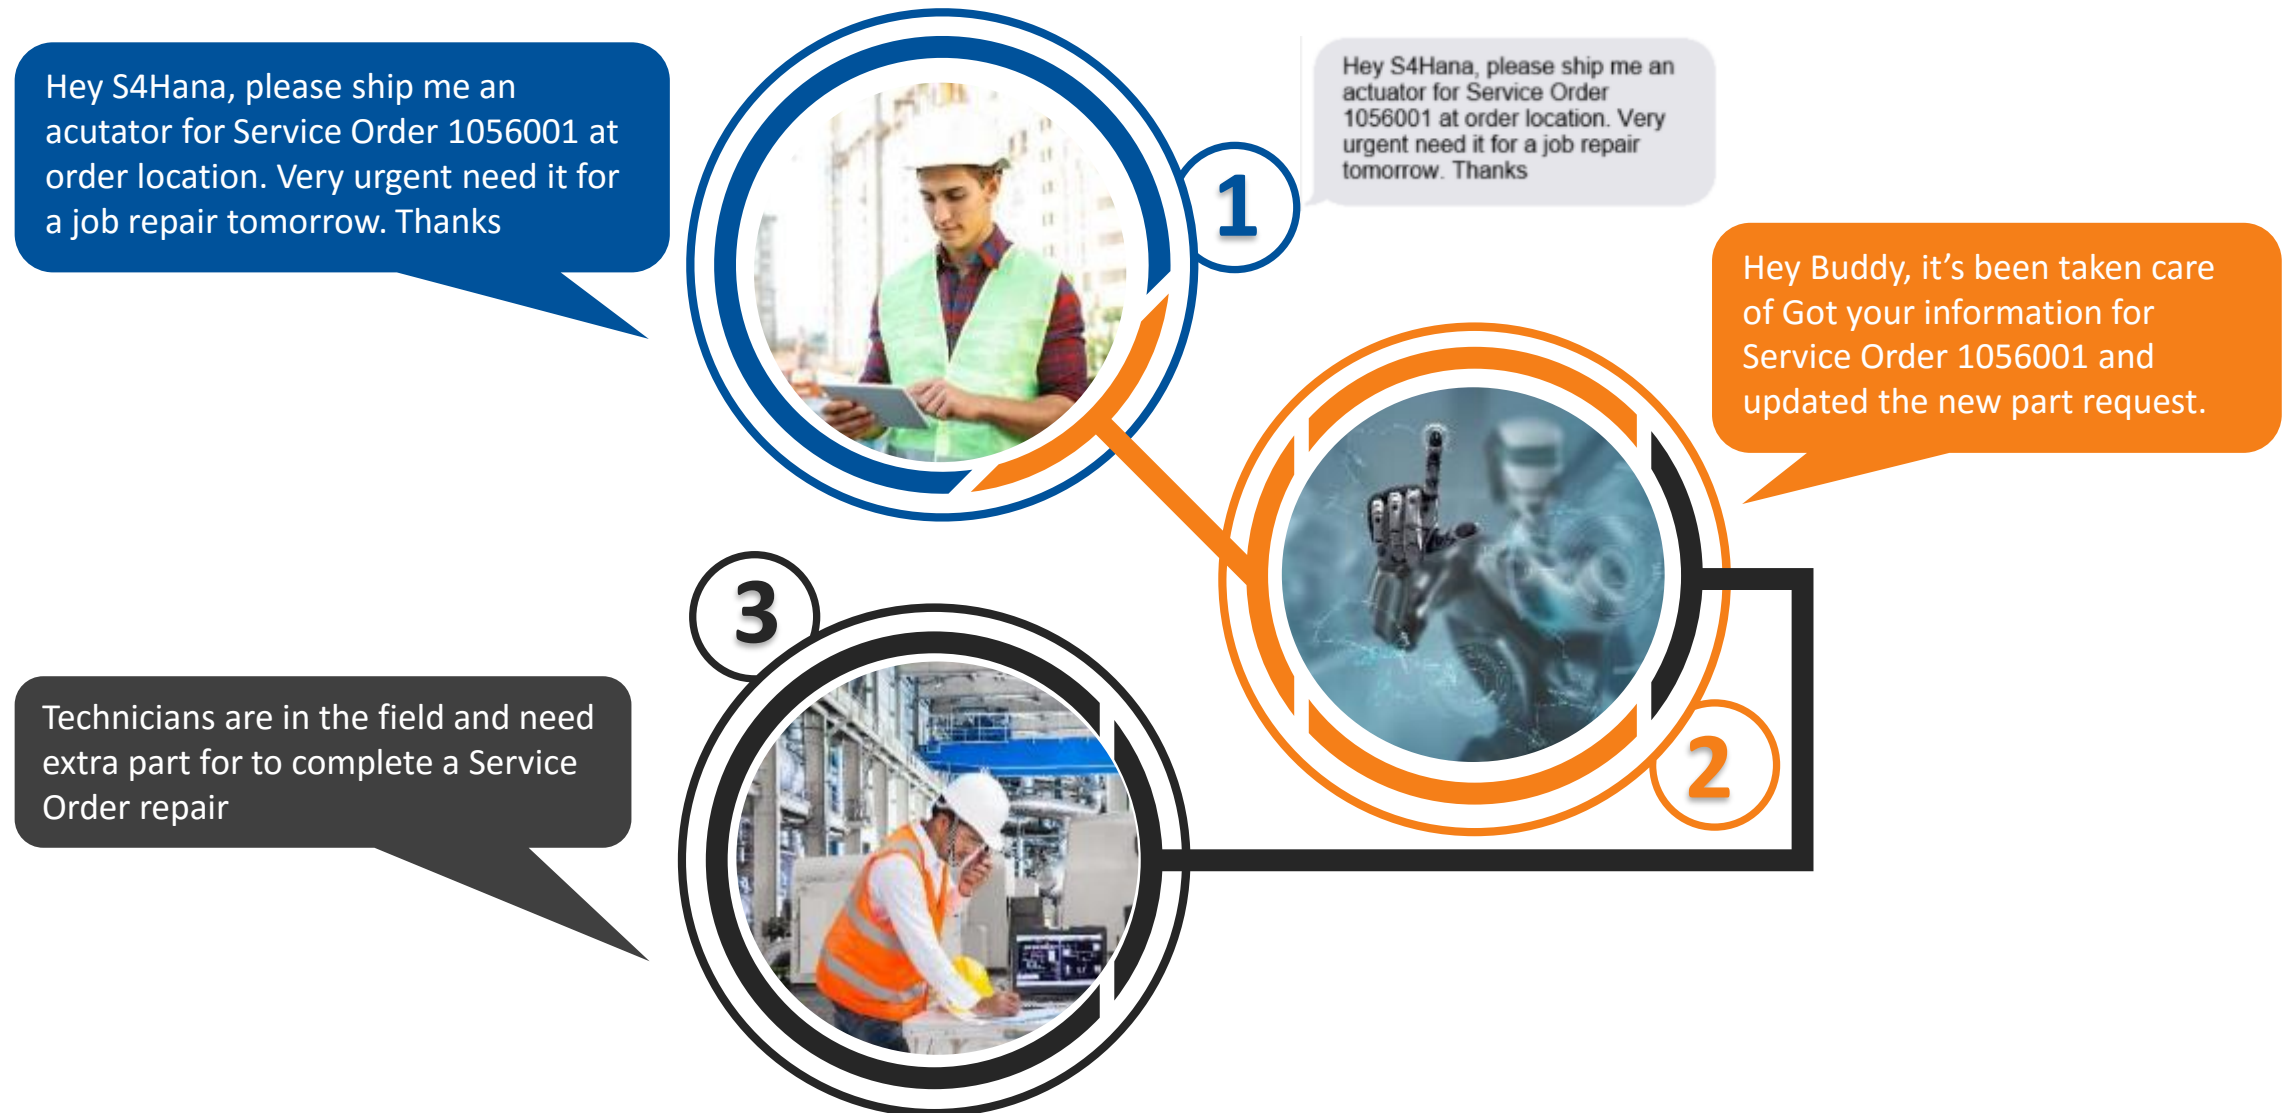 Hey S4Hana, please ship me an
acutator for Service Order 1056001 at
order location. Very urgent need it for
a job repair tomorrow. Thanks
1
Hey S4Hana, please ship me an
actuator for Service Order
1056001 at order location. Very
urgent need it for a job repair
tomorrow. Thanks
Hey Buddy, it’s been taken care
of Got your information for
Service Order 1056001 and
updated the new part request.
2
3
Technicians are in the field and need
extra part for to complete a Service
Order repair